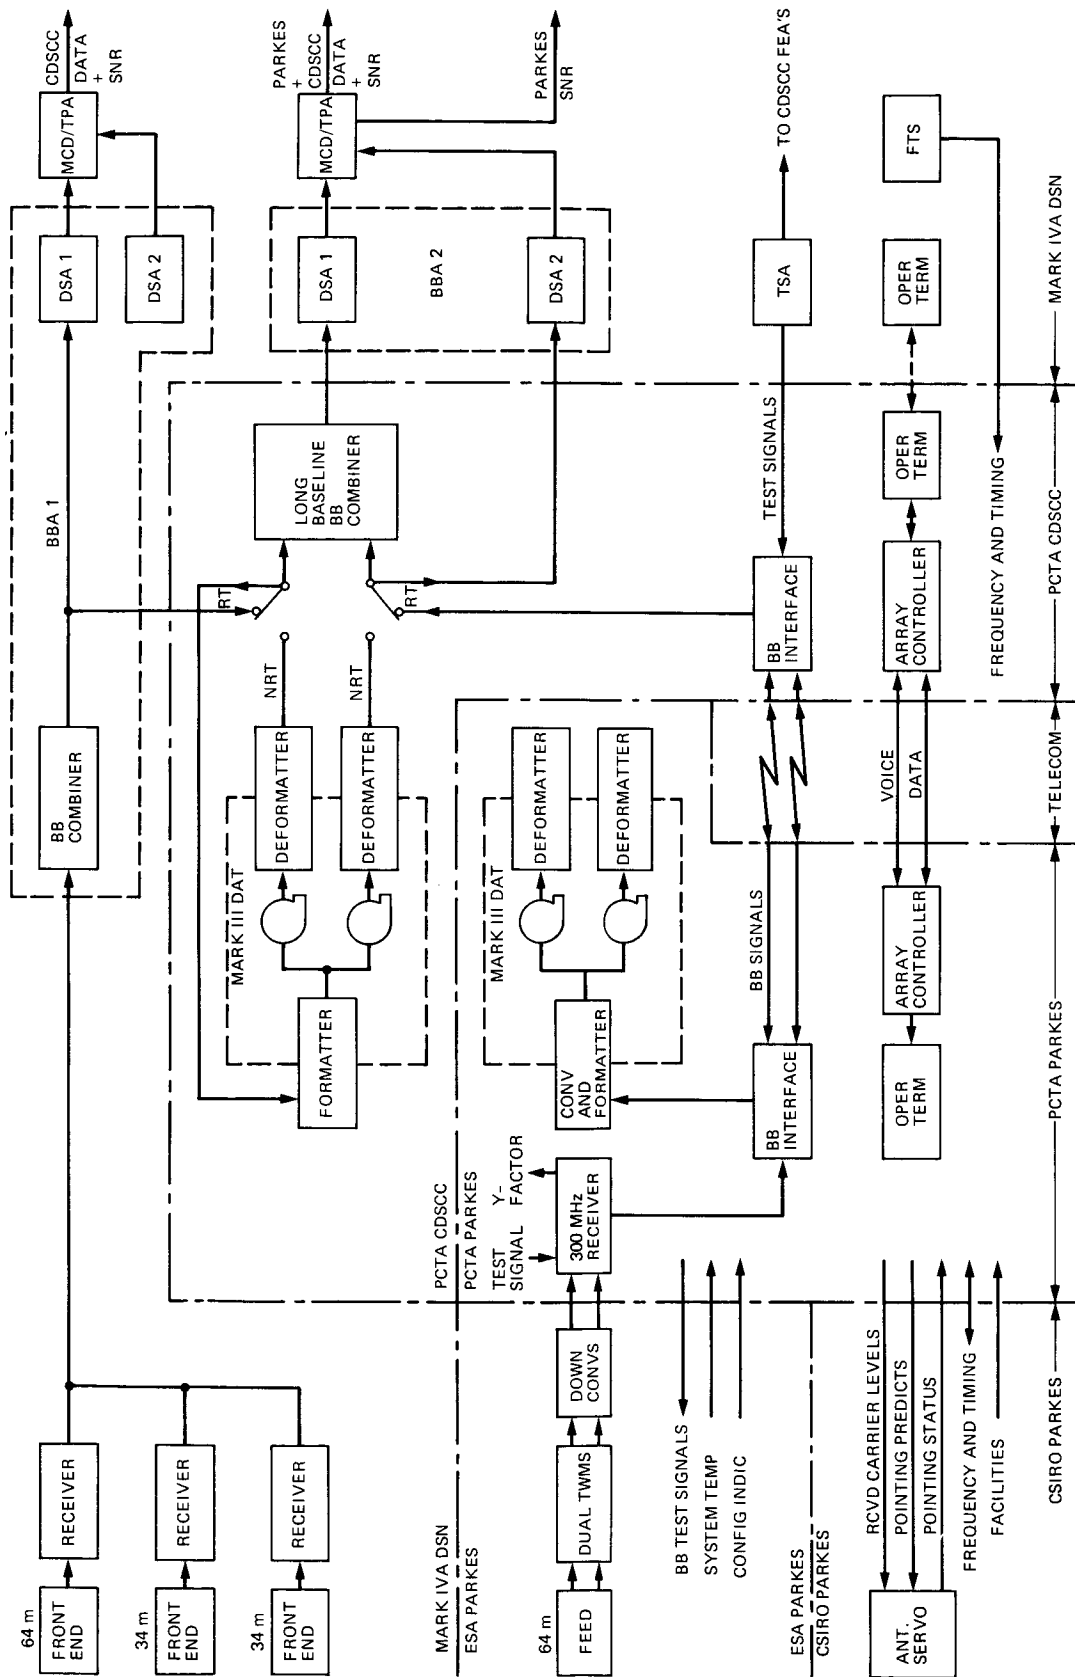 64 m
FRONT
END
RECEIVER
34 m
FRONT
END
RECEIVER
34 m
FRONT
END
RECEIVER
BB
COMBINER
BBA 1
DSA 1
DSA 2
MCD/TPA
CDSCC
DATA
+
SNR
MARK III DAT
FORMATTER
DEFORMATTER
DEFORMATTER
NRT
NRT
RT
RT
LONG
BASELINE
BB
COMBINER
DSA 1
BBA 2
DSA 2
MCD/TPA
PARKES
+
CDSCC
DATA
+
SNR
PARKES
SNR
MARK IVA DSN
ESA PARKES
PCTA CDSCC
PCTA PARKES
64 m
FEED
DUAL TWMS
DOWN
CONVS
TEST
SIGNAL
Y-
FACTOR
300 MHz
RECEIVER
CONV
AND
FORMATTER
MARK III DAT
DEFORMATTER
DEFORMATTER
BB TEST SIGNALS
SYSTEM TEMP
CONFIG INDIC
BB
INTERFACE
BB SIGNALS
BB
INTERFACE
TEST SIGNALS
TSA
TO CDSCC FEA'S
ESA PARKES
CSIRO PARKES
ANT.
SERVO
RCVD CARRIER LEVELS
POINTING PREDICTS
POINTING STATUS
FREQUENCY AND TIMING
FACILITIES
OPER
TERM
ARRAY
CONTROLLER
VOICE
DATA
ARRAY
CONTROLLER
OPER
TERM
OPER
TERM
FTS
FREQUENCY AND TIMING
CSIRO PARKES
PCTA PARKES
TELECOM
PCTA CDSCC
MARK IVA DSN